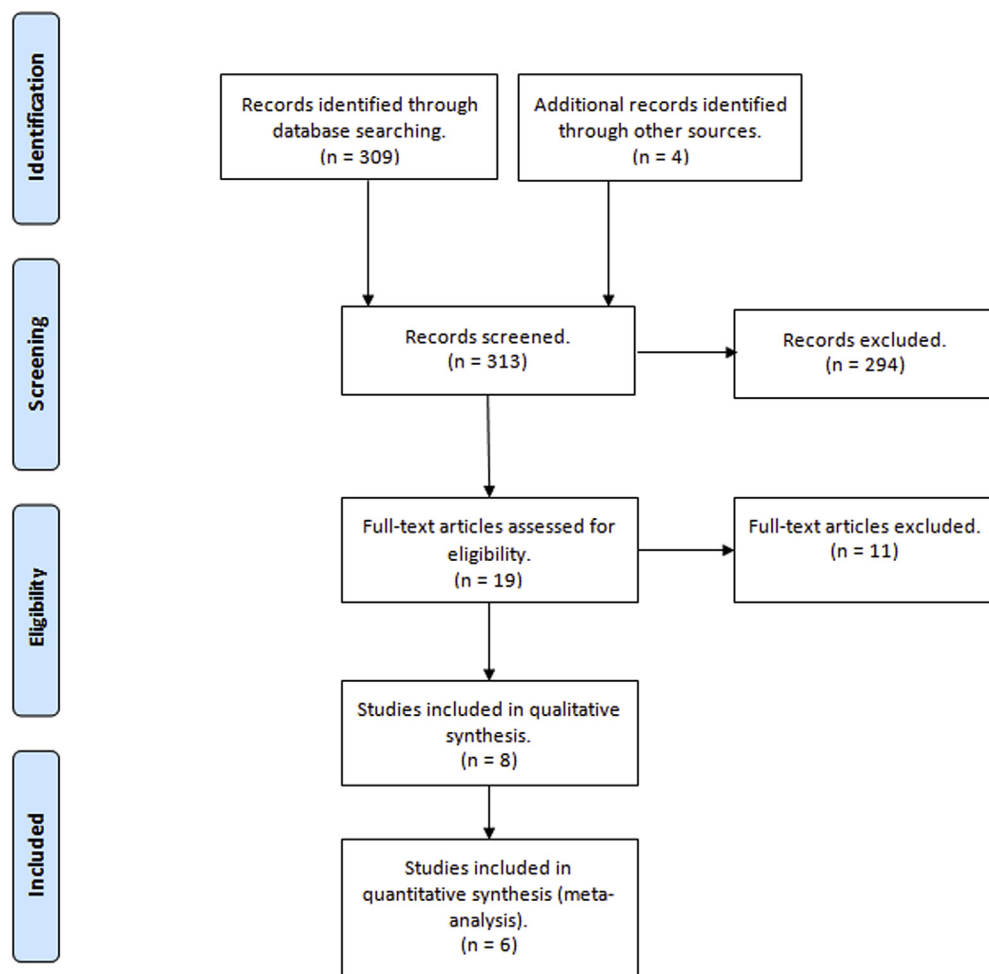 Identification
Records identified through
database searching.
(n = 309)
Additional records identified
through other sources.
(n = 4)
Screening
Records screened.
(n = 313)
Records excluded.
(n = 294)
Eligibility
Full-text articles assessed for
eligibility.
(n = 19)
Full-text articles excluded.
(n = 11)
Studies included in qualitative
synthesis.
(n = 8)
Included
Studies included in
quantitative synthesis (meta-
analysis).
(n = 6)